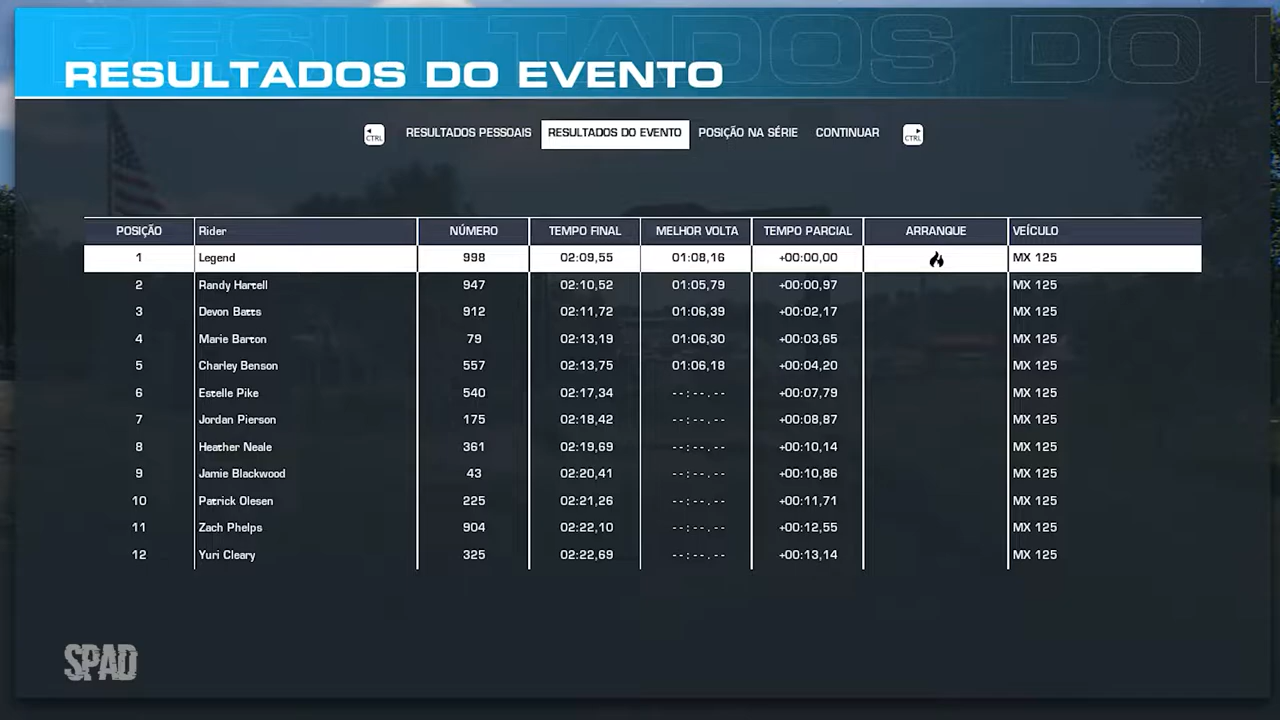 RESULTADOS DO EVENTO
CTRL RESULTADOS PESSOAIS RESULTADOS DO EVENTO POSIÇÃO NA SÉRIE CONTINUAR CTRL
POSIÇÃO Rider NÚMERO TEMPO FINAL MELHOR VOLTA TEMPO PARCIAL ARRANQUE VEÍCULO
1 Legend 998 02:09,55 01:08,16 +00:00,00 MX 125
2 Randy Hartell 947 02:10,52 01:05,79 +00:00,97 MX 125
3 Devon Batts 912 02:11,72 01:06,39 +00:02,17 MX 125
4 Marie Barton 79 02:13,19 01:06,30 +00:03,65 MX 125
5 Charley Benson 557 02:13,75 01:06,18 +00:04,20 MX 125
6 Estelle Pike 540 02:17,34 --:--.-- +00:07,79 MX 125
7 Jordan Pierson 175 02:18,42 --:--.-- +00:08,87 MX 125
8 Heather Neale 361 02:19,69 --:--.-- +00:10,14 MX 125
9 Jamie Blackwood 43 02:20,41 --:--.-- +00:10,86 MX 125
10 Patrick Olesen 225 02:21,26 --:--.-- +00:11,71 MX 125
11 Zach Phelps 904 02:22,10 --:--.-- +00:12,55 MX 125
12 Yuri Cleary 325 02:22,69 --:--.-- +00:13,14 MX 125
SPAD